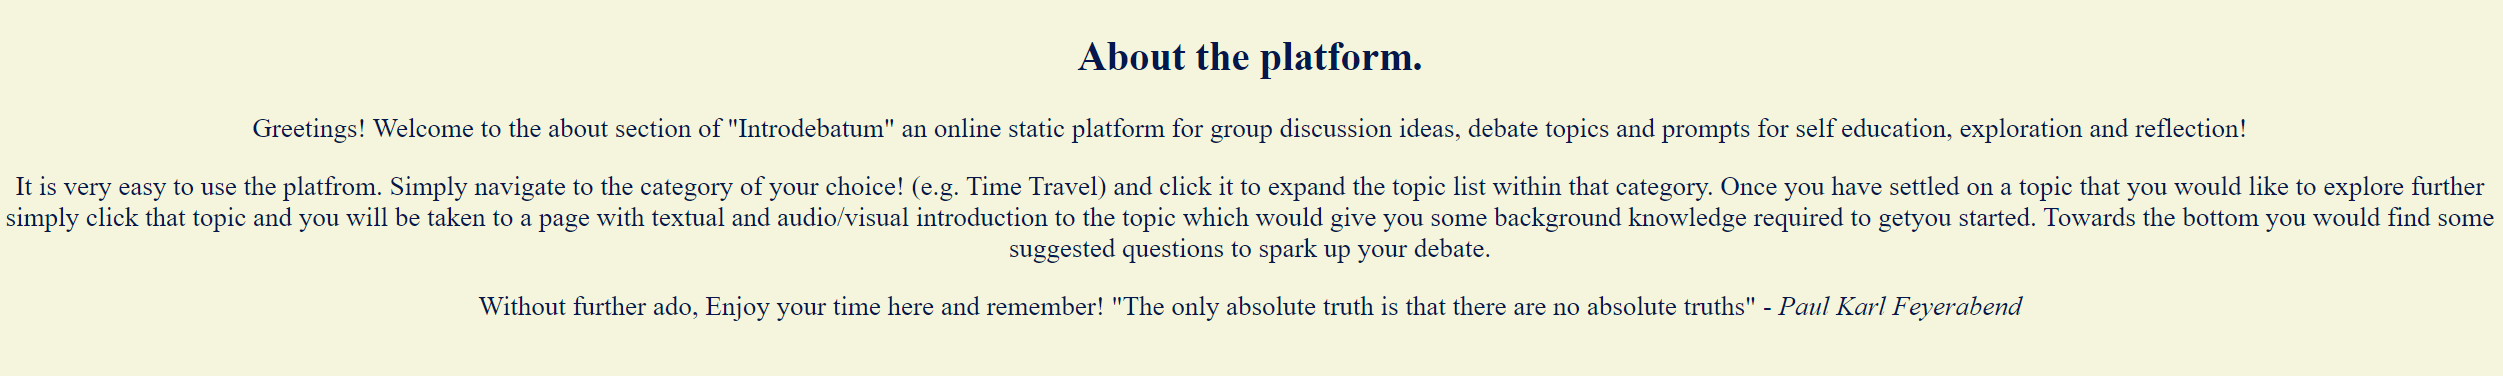 About the platform.
Greetings! Welcome to the about section of "Introdebatum" an online static platform for group discussion ideas, debate topics and prompts for self education, exploration and reflection!
It is very easy to use the platfrom. Simply navigate to the category of your choice! (e.g. Time Travel) and click it to expand the topic list within that category. Once you have settled on a topic that you would like to explore further
simply click that topic and you will be taken to a page with textual and audio/visual introduction to the topic which would give you some background knowledge required to getyou started. Towards the bottom you would find some
suggested questions to spark up your debate.
Without further ado, Enjoy your time here and remember! "The only absolute truth is that there are no absolute truths" - Paul Karl Feyerabend